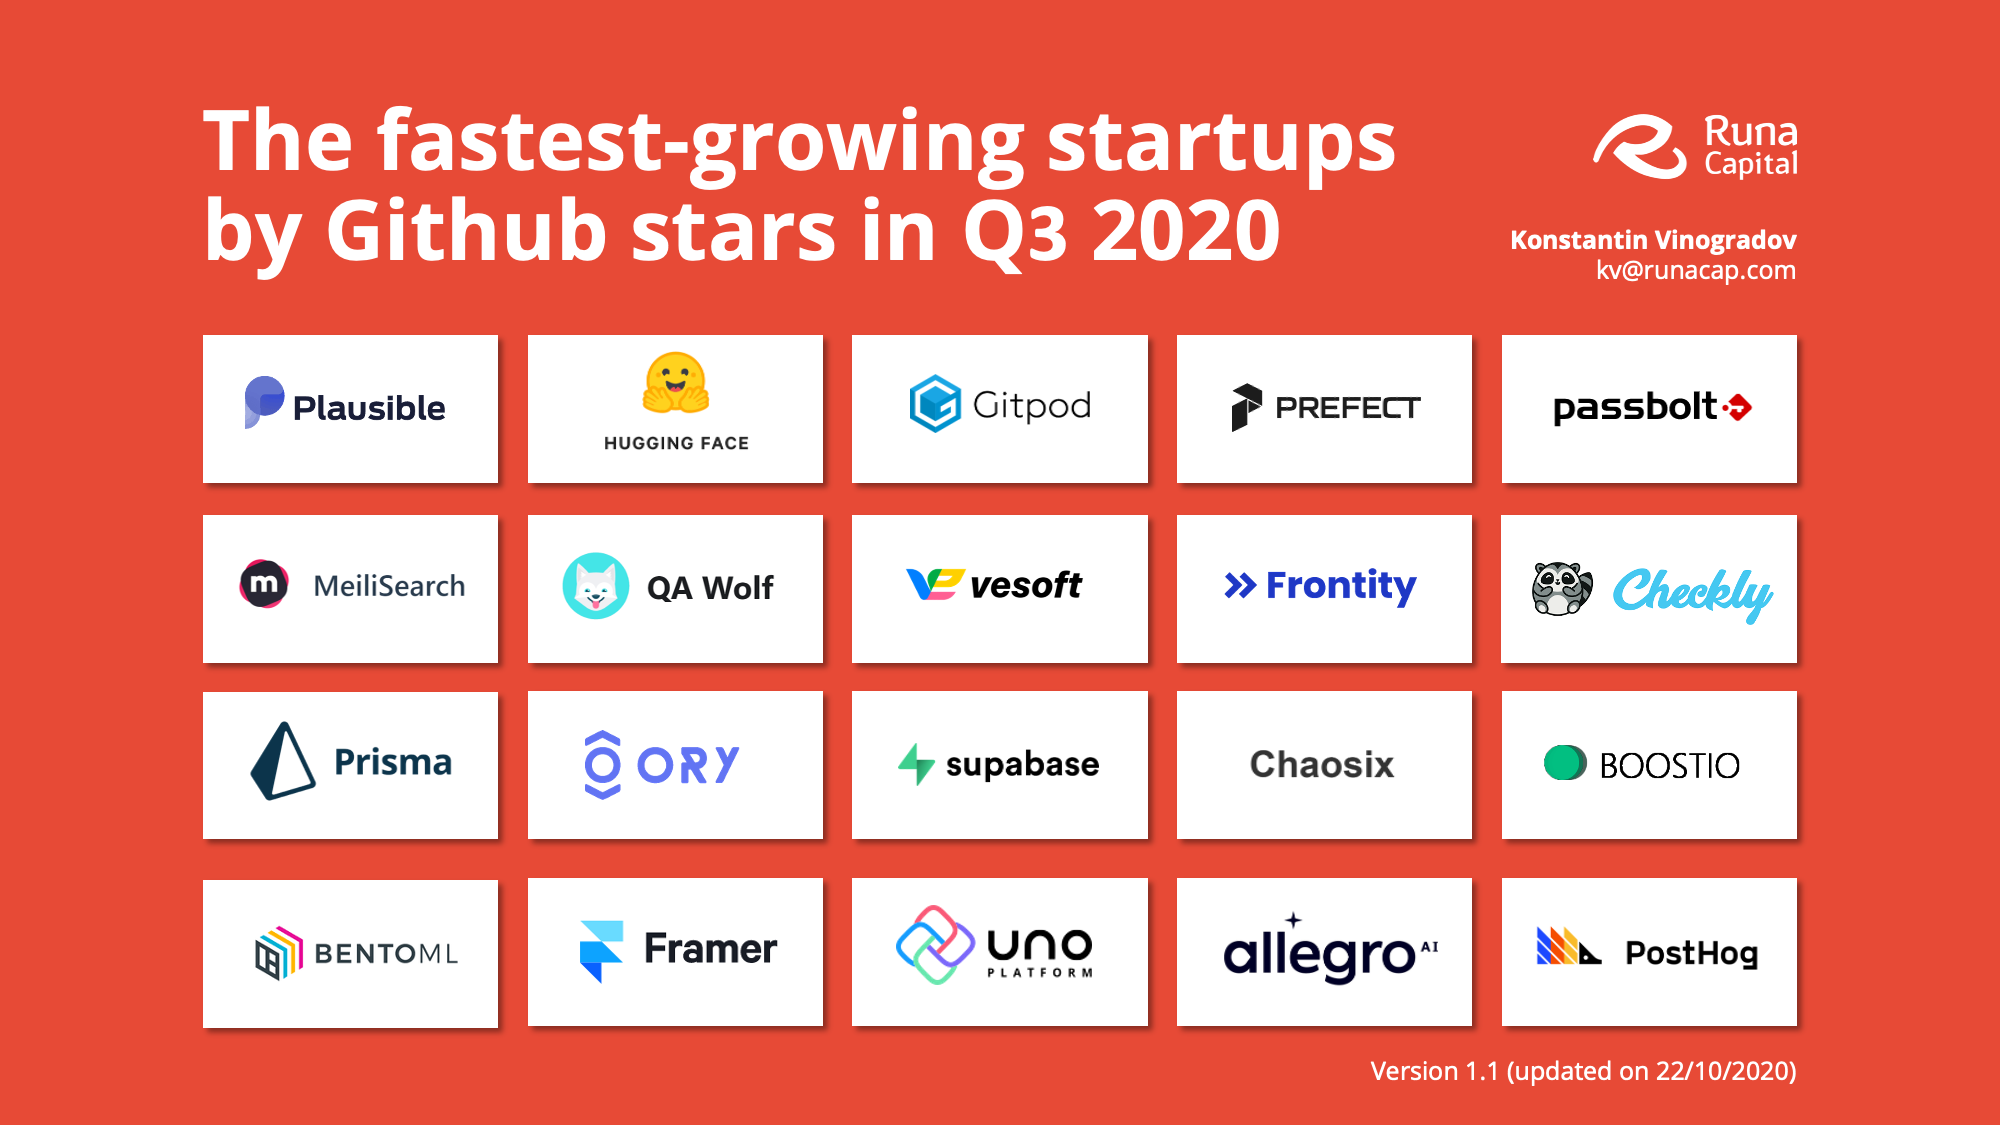 The fastest-growing startups
by Github stars in Q3 2020
Runa
Capital
Konstantin Vinogradov
kv@runacap.com
Plausible
HUGGING FACE
Gitpod
PREFECT
passbolt
m
MeiliSearch
QA Wolf
vesoft
Frontity
Checkly
Prisma
ORY
supabase
Chaosix
BOOSTIO
BENTOML
Framer
uno
PLATFORM
allegro AI
PostHog
Version 1.1 (updated on 22/10/2020)